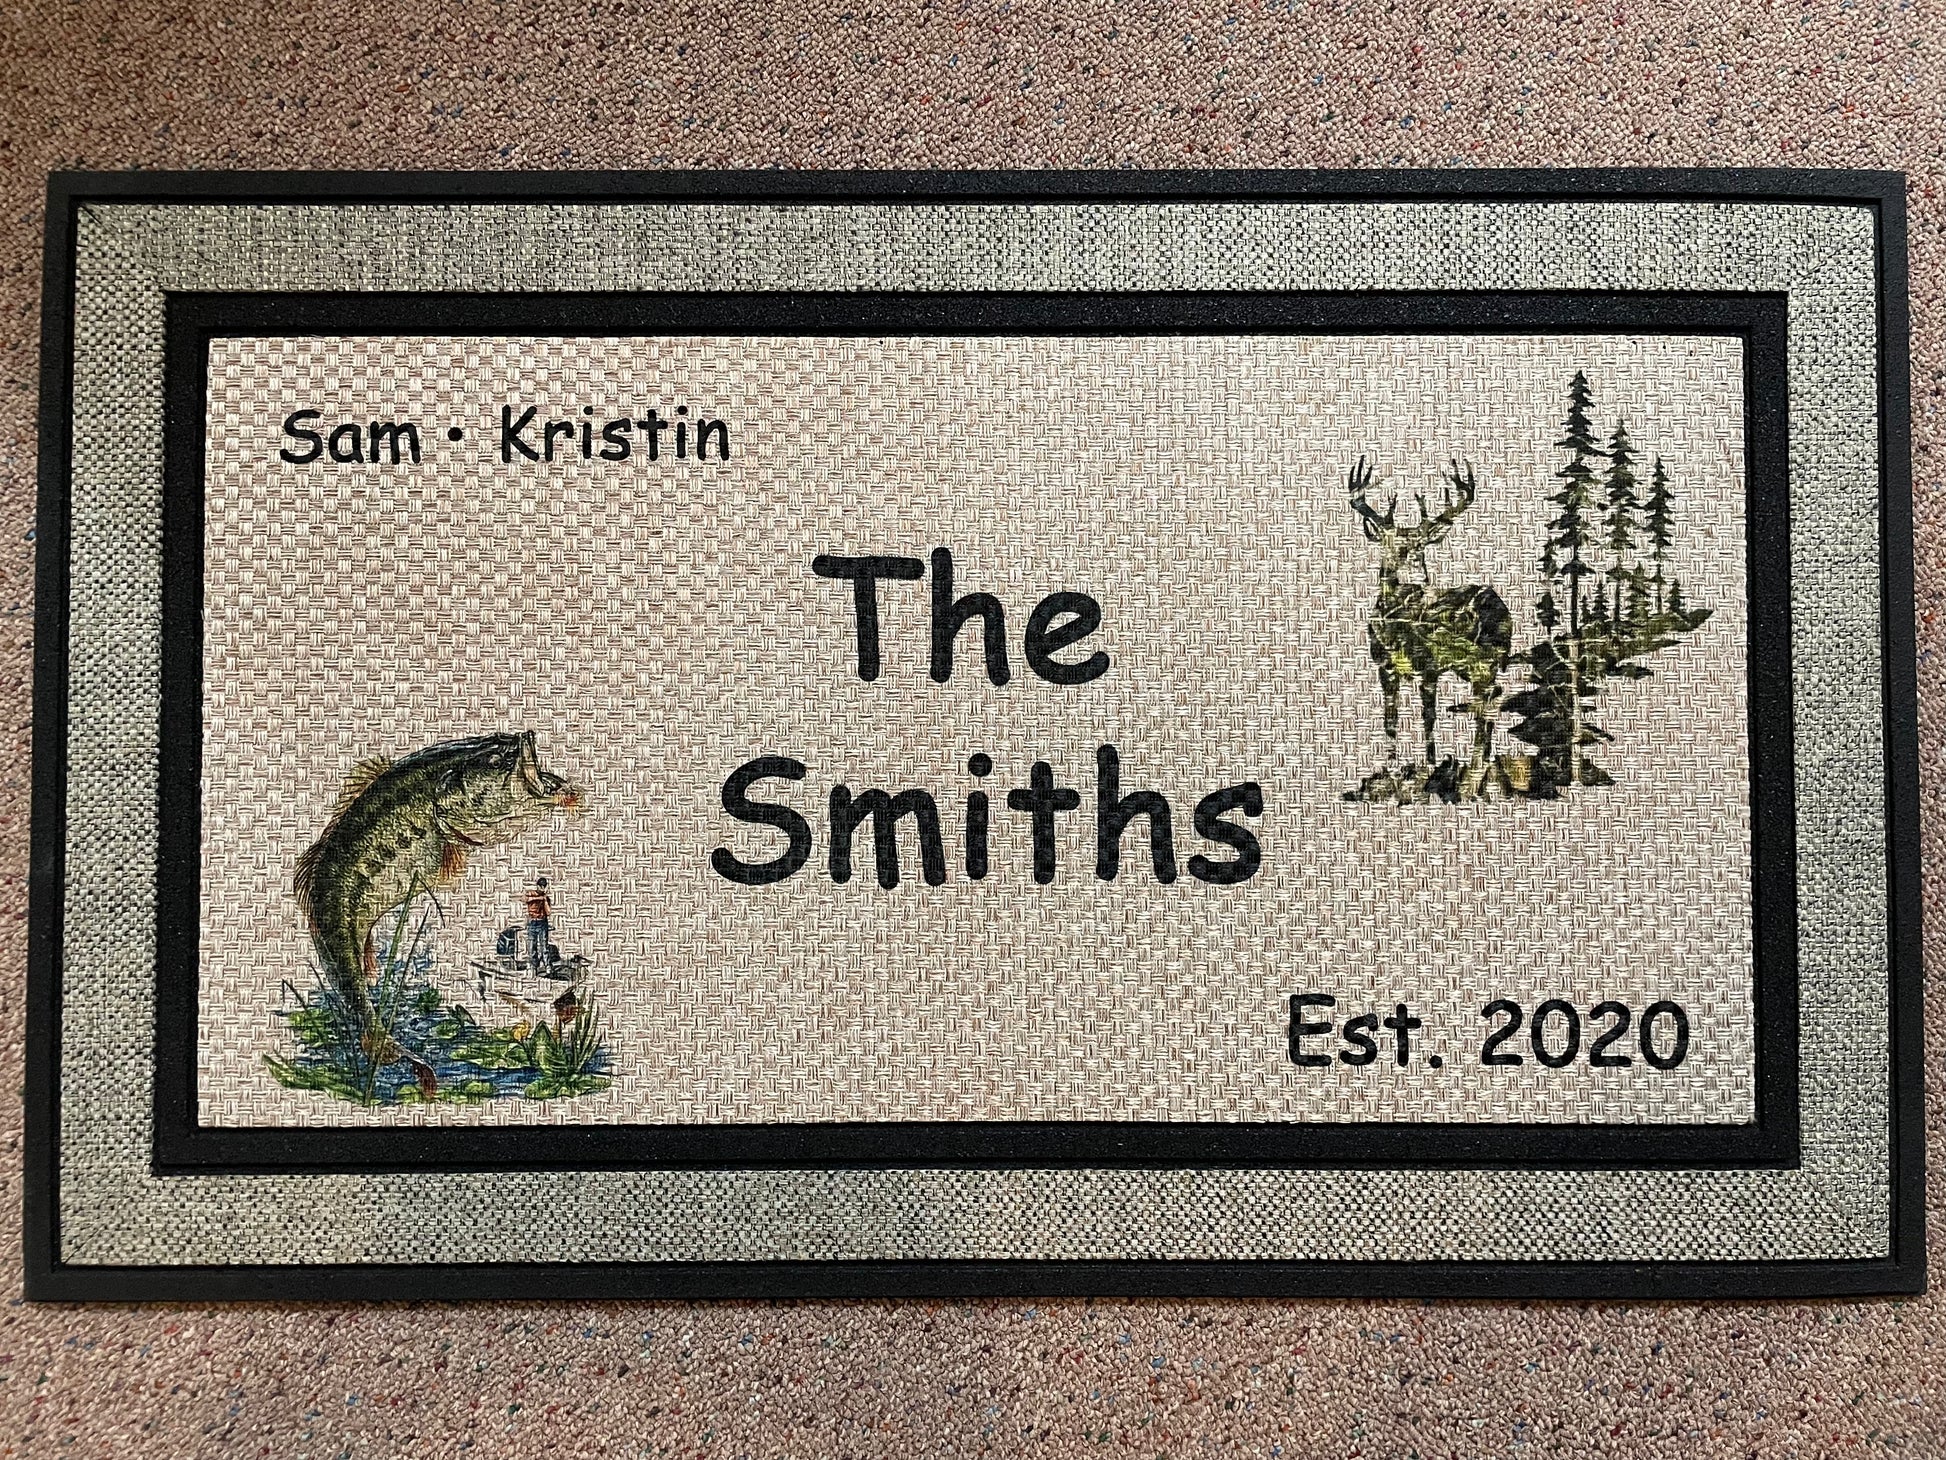 Sam • Kristin
The
Smiths
Est. 2020